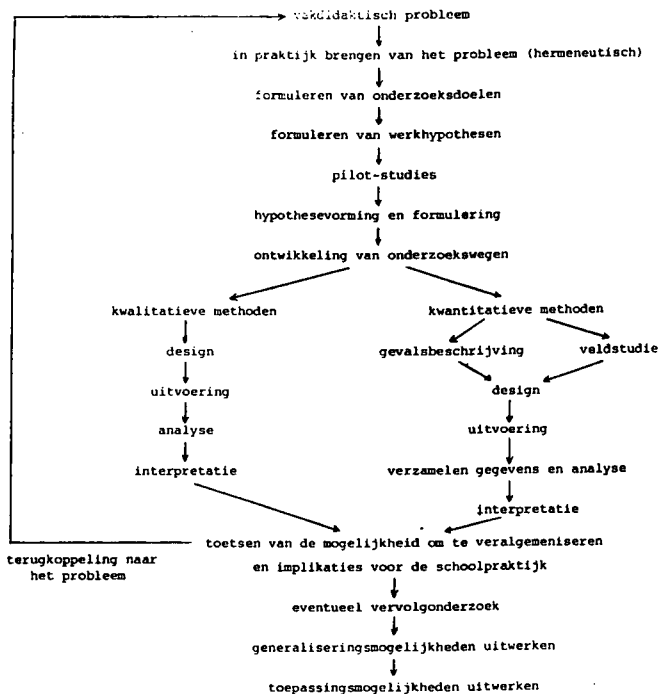 vakdidaktisch probleem
in praktijk brengen van het probleem (hermeneutisch)
formuleren van onderzoeksdoelen
formuleren van werkhypothesen
pilot-studies
hypothesevorming en formulering
ontwikkeling van onderzoekswegen
kwalitatieve methoden
kwantitatieve methoden
design
gevalsbeschrijving
veldstudie
uitvoering
design
analyse
uitvoering
interpretatie
verzamelen gegevens en analyse
interpretatie
toetsen van de mogelijkheid om te veralgemeniseren
terugkoppeling naar
het probleem
en implikaties voor de schoolpraktijk
eventueel vervolgonderzoek
generaliseringsmogelijkheden uitwerken
toepassingsmogelijkheden uitwerken